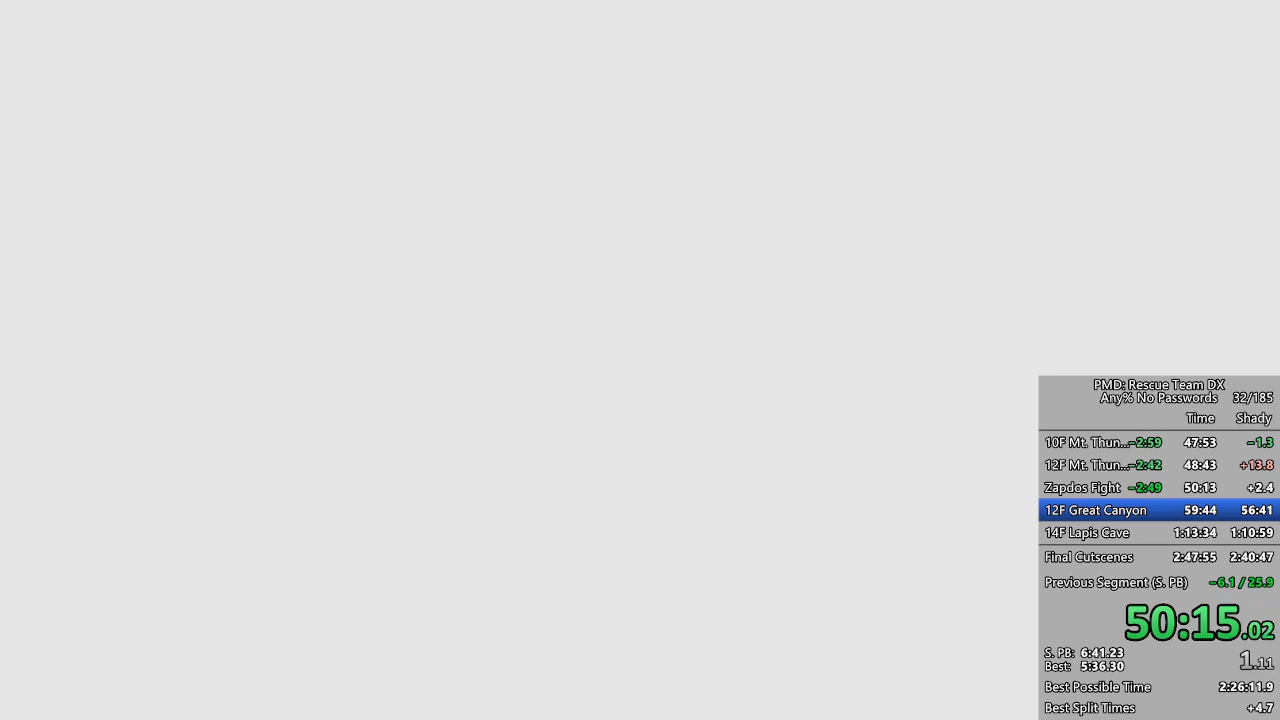 PMD: Rescue Team DX
Any% No Passwords 32/185
Time Shady
10F Mt. Thun... -2:59 47:53 -1.3
12F Mt. Thun... -2:42 48:43 +13.8
Zapdos Fight -2:49 50:13 +2.4
12F Great Canyon 59:44 56:41
14F Lapis Cave 1:13:34 1:10:59
Final Cutscenes 2:47:55 2:40:47
Previous Segment (S. PB) -6.1 / 25.9
50:15.02
S. PB: 6:41.23
Best: 5:36.30
1.11
Best Possible Time 2:26:11.9
Best Split Times +4.7